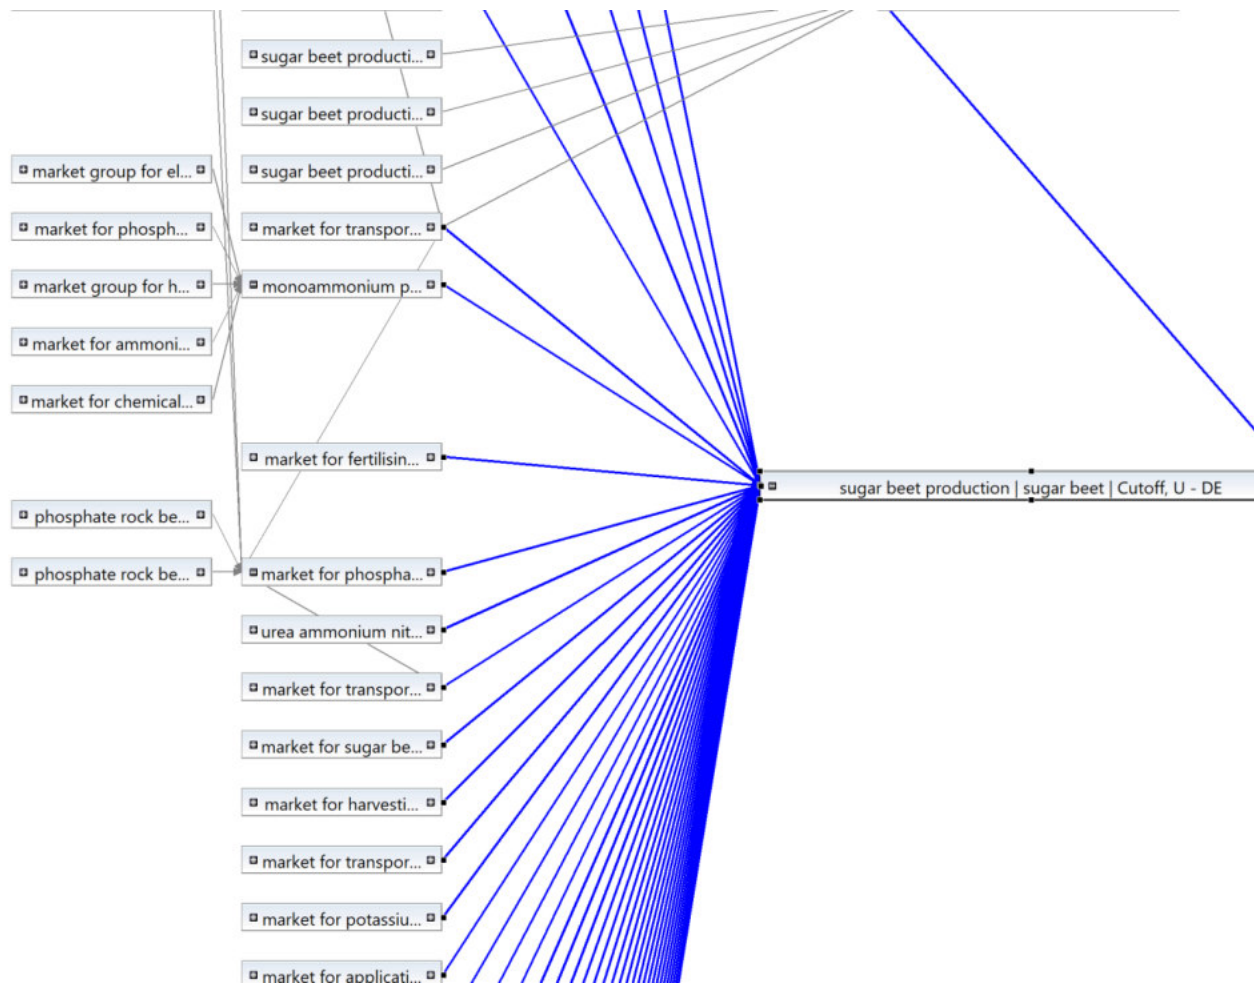 sugar beet producti...
sugar beet producti...
market group for el...
sugar beet producti...
market for phosph...
market for transpor...
market group for h...
monoammonium p...
market for ammoni...
market for chemical...
market for fertilisin...
sugar beet production | sugar beet | Cutoff, U - DE
phosphate rock be...
phosphate rock be...
market for phospha...
urea ammonium nit...
market for transpor...
market for sugar be...
market for harvesti...
market for transpor...
market for potassiu...
market for applicati...